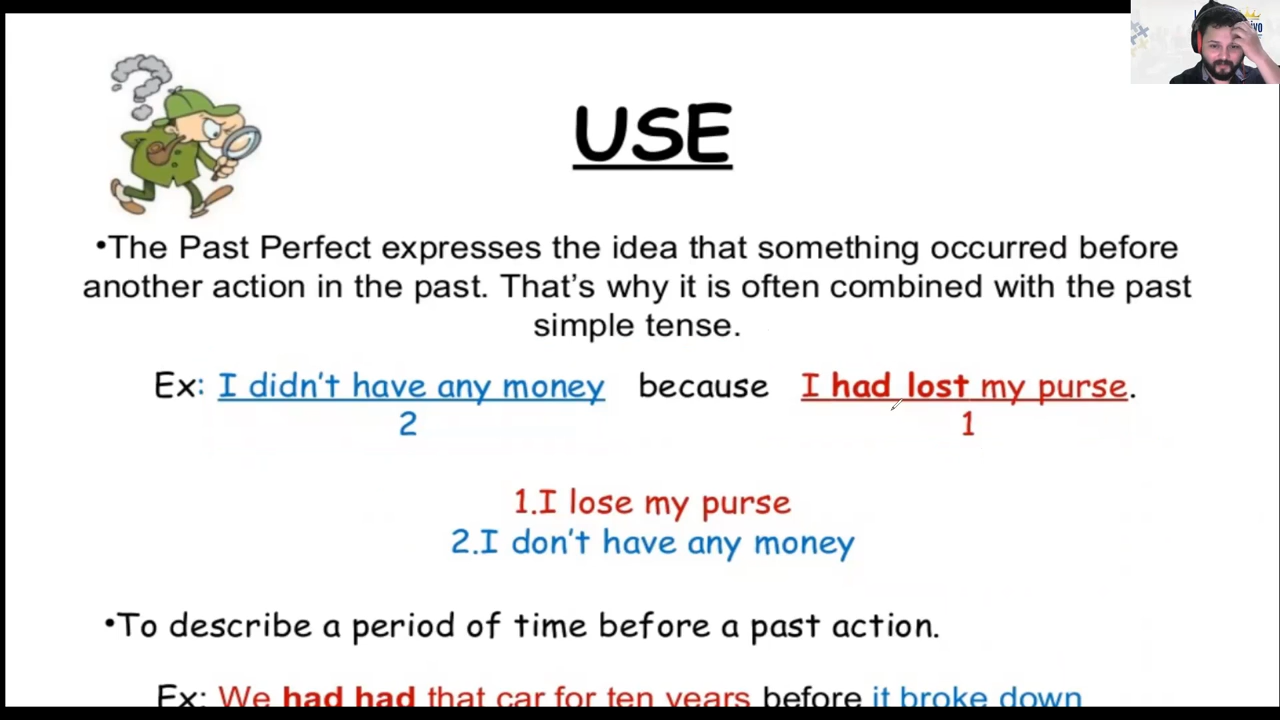 USE
•The Past Perfect expresses the idea that something occurred before
another action in the past. That’s why it is often combined with the past
simple tense.
Ex: I didn’t have any money because I had lost my purse.
2 1
1.I lose my purse
2.I don’t have any money
•To describe a period of time before a past action.
Ex: We had had that car for ten years before it broke down